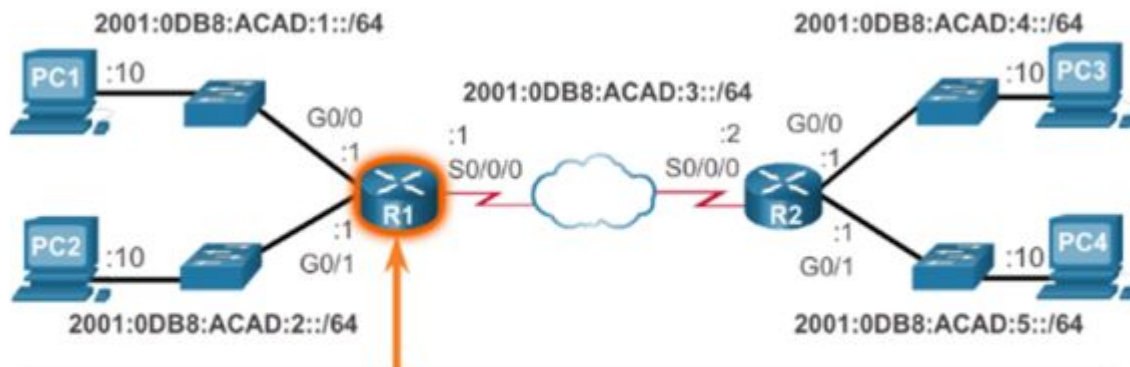 2001:0DB8:ACAD:1::/64
2001:0DB8:ACAD:4::/64
PC1
:10
:10
PC3
2001:0DB8:ACAD:3::/64
G0/0
:1
:1
S0/0/0
:2
S0/0/0
G0/0
:1
R1
R2
PC2
:10
:1
G0/1
:1
G0/1
:10
PC4
2001:0DB8:ACAD:2::/64
2001:0DB8:ACAD:5::/64